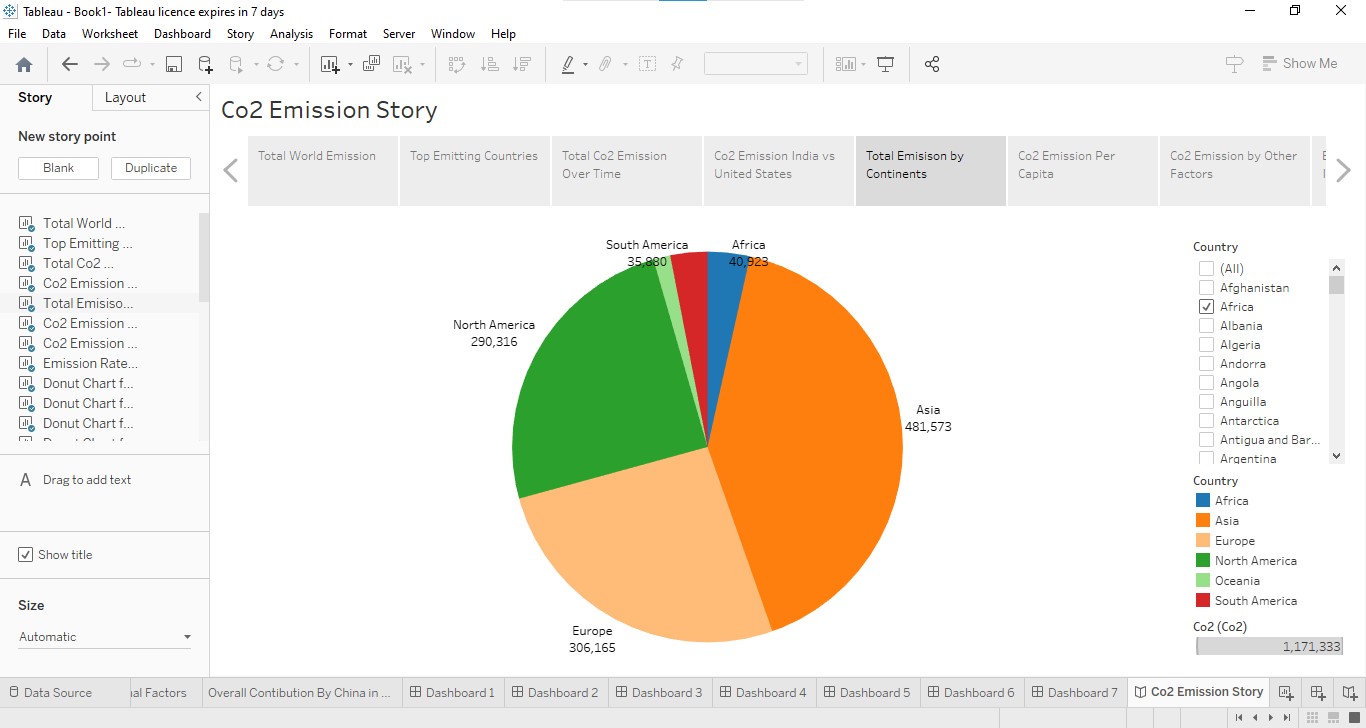 Tableau - Book1- Tableau licence expires in 7 days
File Data Worksheet Dashboard Story Analysis Format Server Window Help
Show Me
Story Layout
New story point
Blank Duplicate
Total World ...
Top Emitting ...
Total Co2 ...
Co2 Emission ...
Total Emisiso...
Co2 Emission ...
Co2 Emission ...
Emission Rate...
Donut Chart f...
Donut Chart f...
Donut Chart f...
A Drag to add text
Show title
Size
Automatic
Co2 Emission Story
Total World Emission
Top Emitting Countries
Total Co2 Emission
Over Time
Co2 Emission India vs
United States
Total Emisison by
Continents
Co2 Emission Per
Capita
Co2 Emission by Other
Factors
South America
35,880
Africa
40,923
North America
290,316
Asia
481,573
Europe
306,165
Country
(All)
Afghanistan
Africa
Albania
Algeria
Andorra
Angola
Anguilla
Antarctica
Antigua and Bar...
Argentina
Country
Africa
Asia
Europe
North America
Oceania
South America
Co2 (Co2)
1,171,333
Data Source al Factors Overall Contibution By China in ... Dashboard 1 Dashboard 2 Dashboard 3 Dashboard 4 Dashboard 5 Dashboard 6 Dashboard 7 Co2 Emission Story